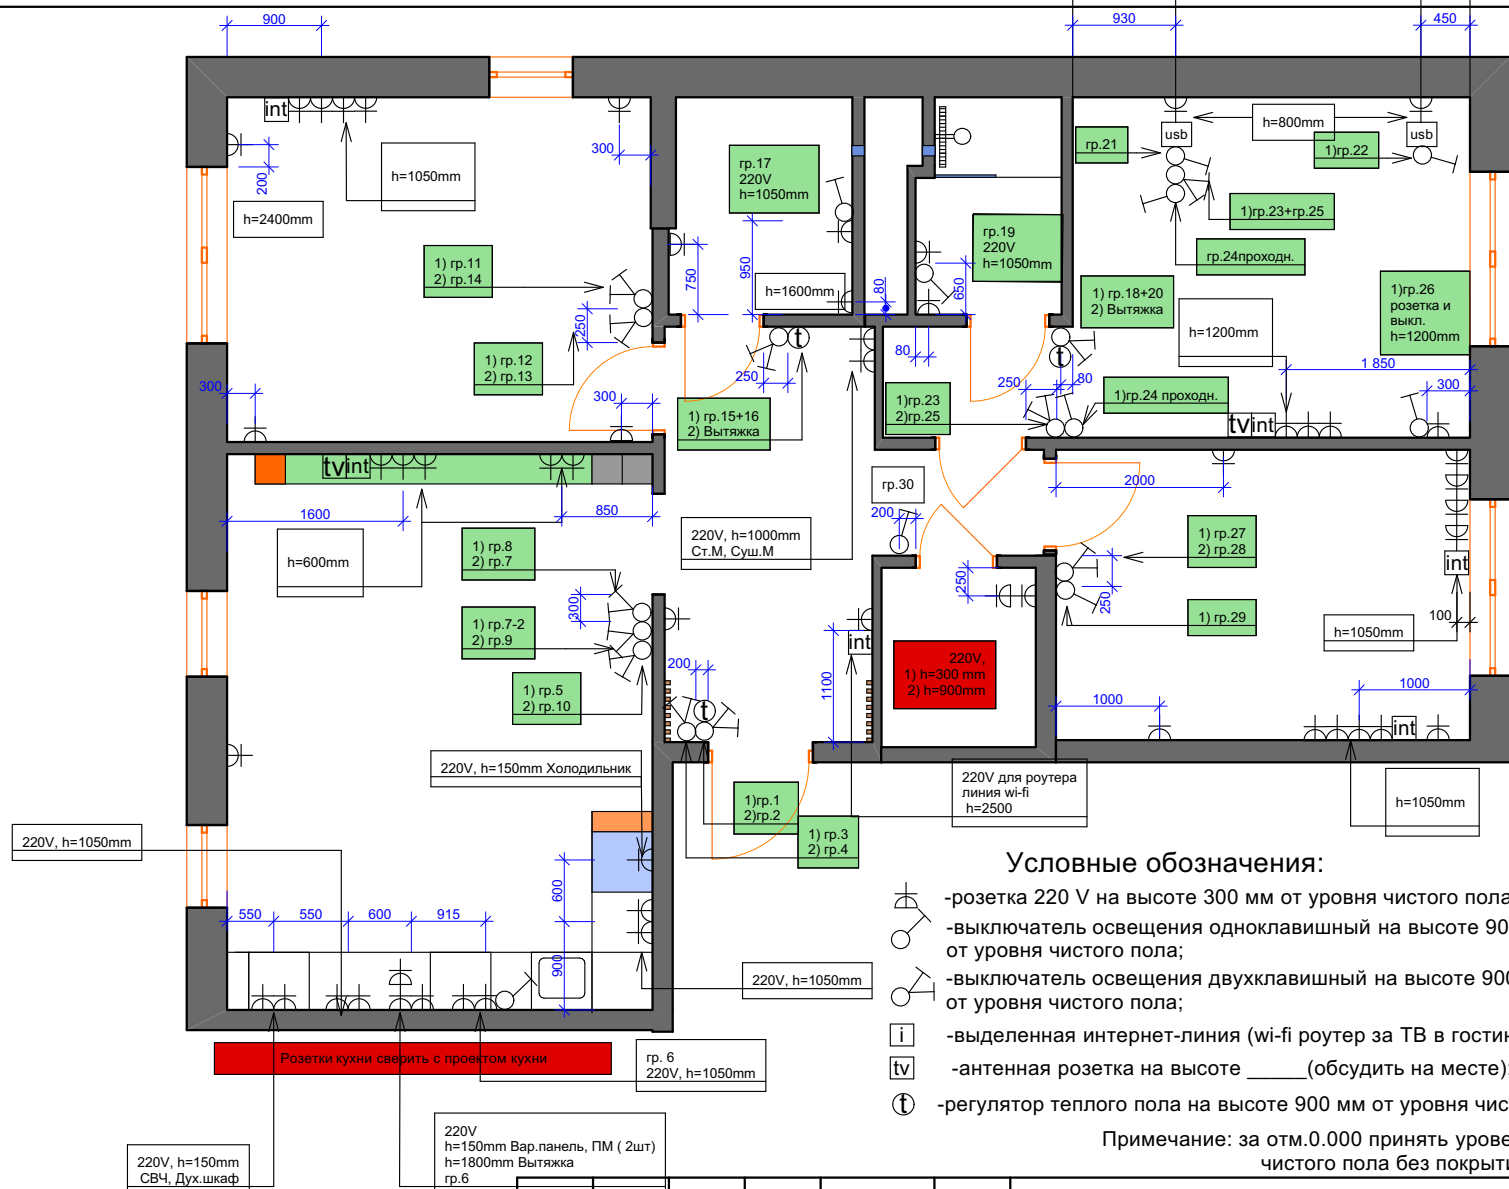 900
930
450
int
usb
usb
h=800mm
гр.21
1)гр.22
300
200
h=1050mm
гр.17
220V
h=1050mm
h=2400mm
1)гр.23+гр.25
гр.19
220V
h=1050mm
гр.24проходн.
1) гр.11
2) гр.14
750
950
h=1600mm
80
650
1) гр.18+20
2) Вытяжка
1)гр.26
розетка и
выкл.
h=1200mm
h=1200mm
250
1) гр.12
2) гр.13
t
t
80
250
250
80
1 850
300
300
300
1)гр.23
2)гр.25
1)гр.24 проходн.
1) гр.15+16
2) Вытяжка
tv
int
tv
int
гр.30
2000
1600
850
200
220V, h=1000mm
Ст.М, Суш.М
1) гр.8
2) гр.7
1) гр.27
2) гр.28
h=600mm
int
250
250
300
1) гр.7-2
2) гр.9
1) гр.29
100
h=1050mm
int
220V,
1) h=300 mm
2) h=900mm
200
1100
1) гр.5
2) гр.10
t
1000
1000
int
220V, h=150mm Холодильник
220V для роутера
линия wi-fi
h=2500
1)гр.1
2)гр.2
h=1050mm
1) гр.3
2) гр.4
220V, h=1050mm
600
550
550
600
915
900
220V, h=1050mm
Розетки кухни сверить с проектом кухни
гр. 6
220V, h=1050mm
220V
h=150mm Вар.панель, ПМ ( 2шт)
h=1800mm Вытяжка
гр.6
220V, h=150mm
СВЧ, Дух.шкаф
Условные обозначения:
-розетка 220 V на высоте 300 мм от уровня чистого пола
-выключатель освещения одноклавишный на высоте 90
от уровня чистого пола;
-выключатель освещения двухклавишный на высоте 900
от уровня чистого пола;
i -выделенная интернет-линия (wi-fi роутер за ТВ в гостин
tv -антенная розетка на высоте _____(обсудить на месте);
t -регулятор теплого пола на высоте 900 мм от уровня чис
Примечание: за отм.0.000 принять урове
чистого пола без покрыти